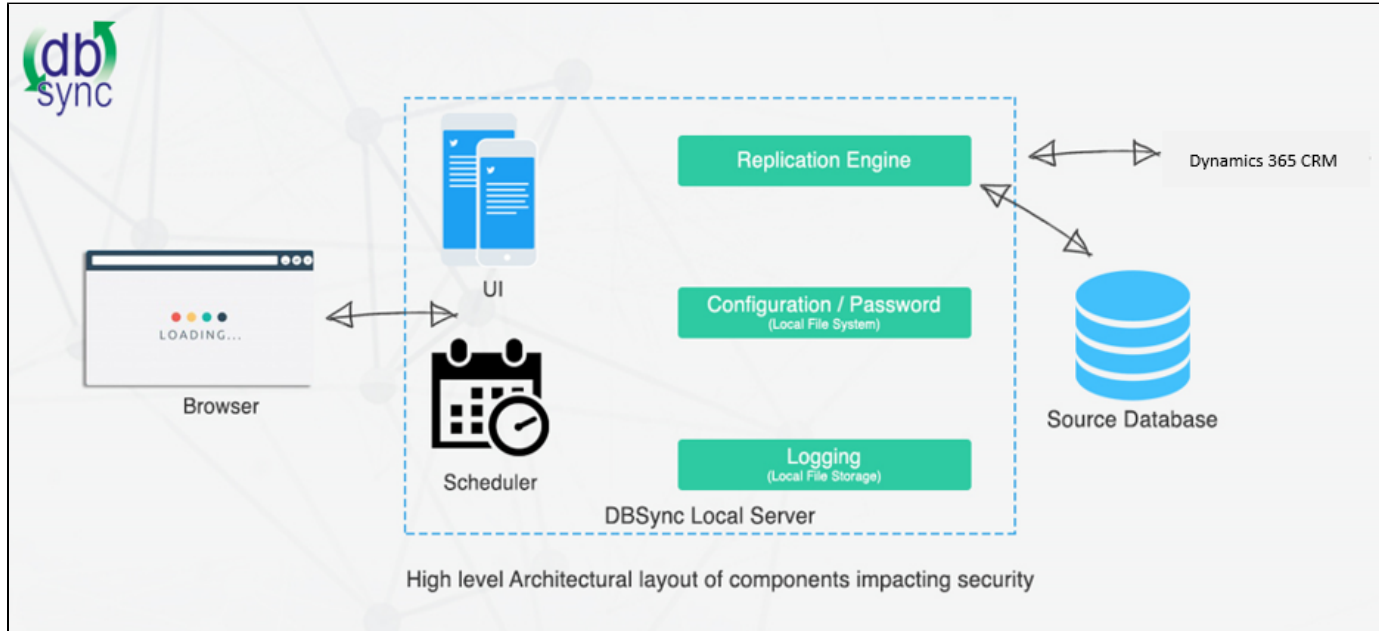 db
sync
Replication Engine
Dynamics 365 CRM
UI
Configuration / Password
(Local File System)
LOADING...
Browser
Source Database
Scheduler
Logging
(Local File Storage)
DBSync Local Server
High level Architectural layout of components impacting security